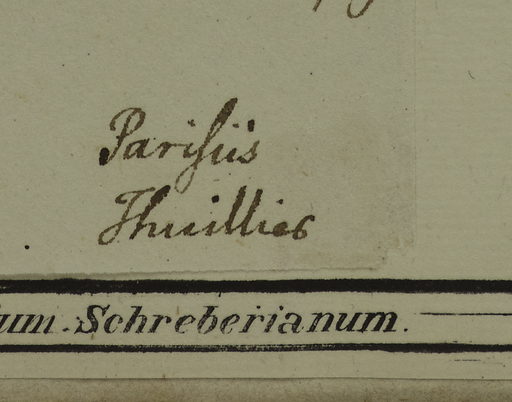 Parisiis
Thuillier
um. Schreberianum.